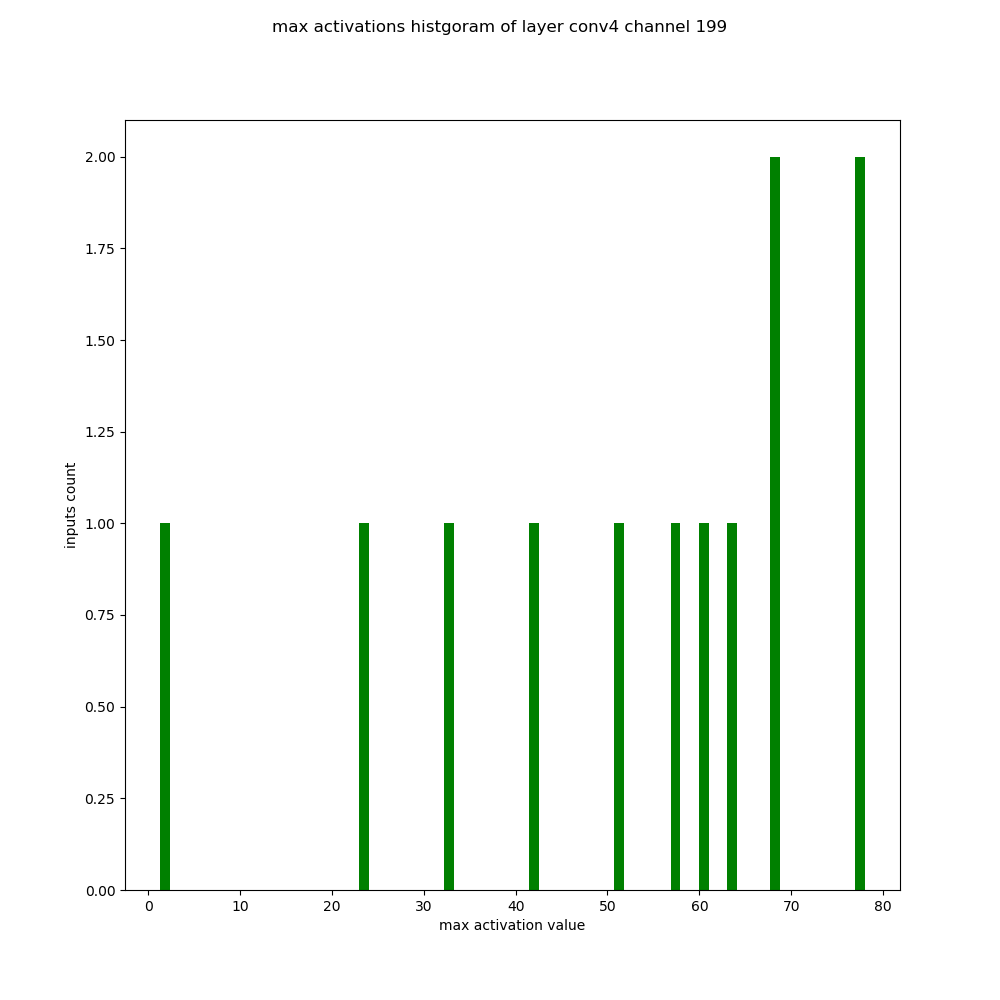 max activations histgoram of layer conv4 channel 199
2.00
1.75
1.50
1.25
1.00
0.75
0.50
0.25
0.00
inputs count
0 10 20 30 40 50 60 70 80
max activation value